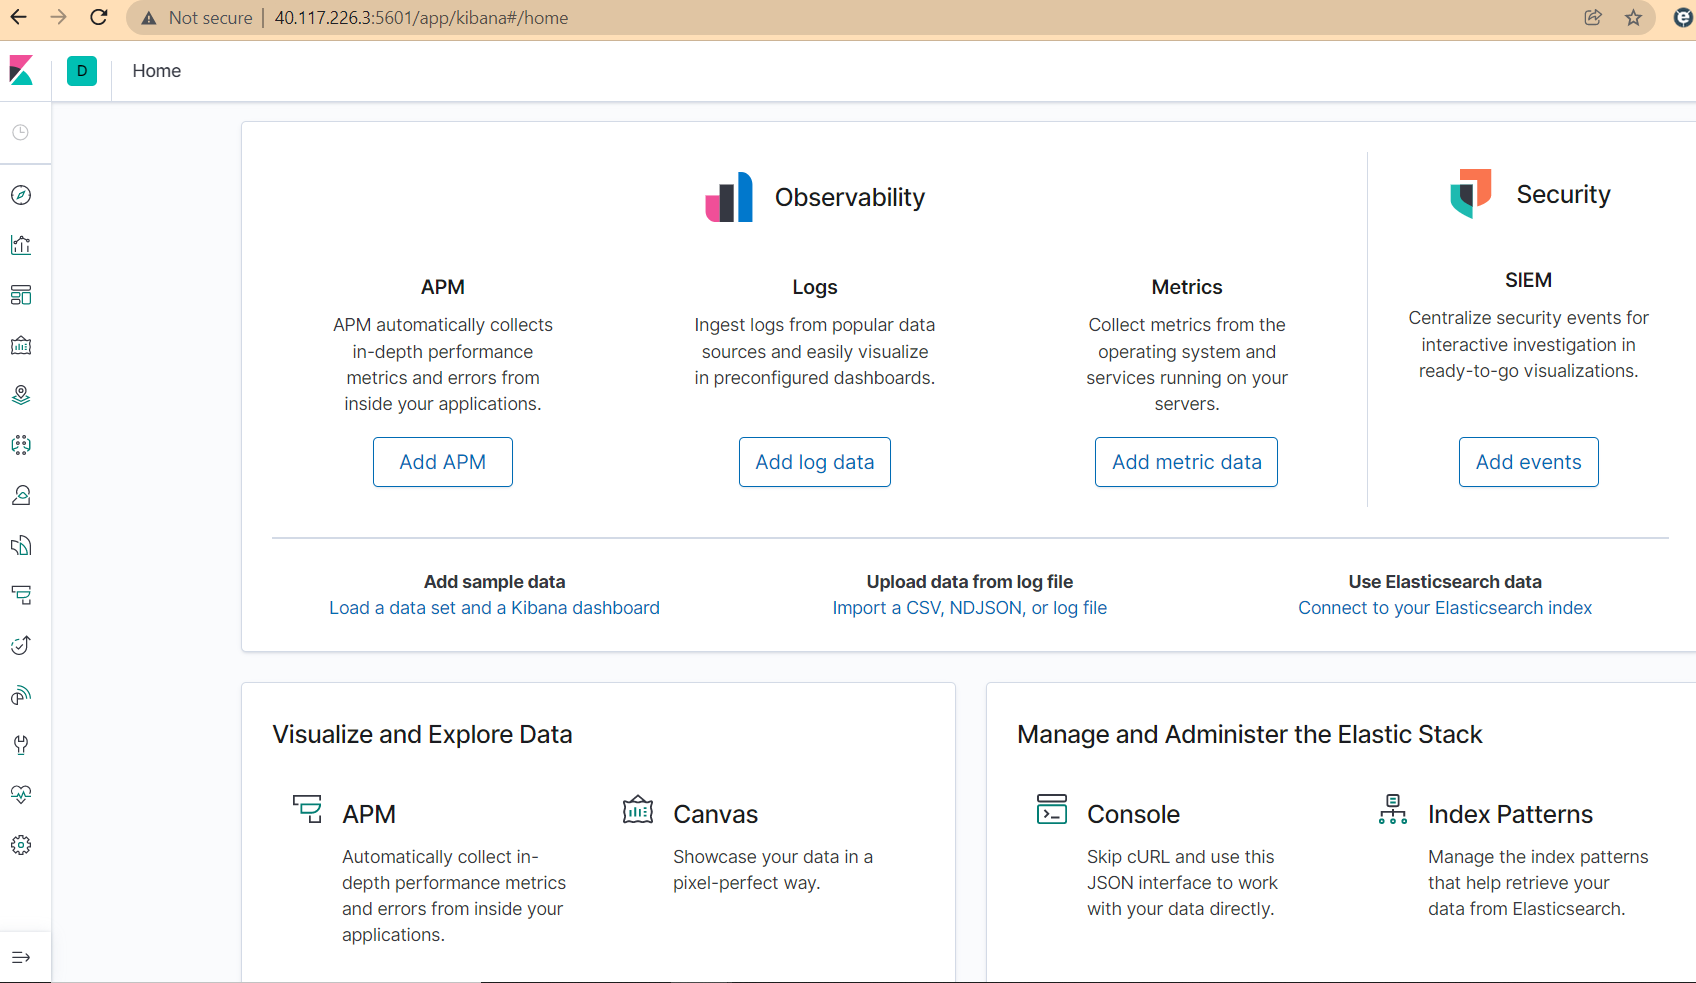 Not secure 40.117.226.3:5601/app/kibana#/home
D Home
Observability
Security
APM
APM automatically collects
in-depth performance
metrics and errors from
inside your applications.
Add APM
Logs
Ingest logs from popular data
sources and easily visualize
in preconfigured dashboards.
Add log data
Metrics
Collect metrics from the
operating system and
services running on your
servers.
Add metric data
SIEM
Centralize security events for
interactive investigation in
ready-to-go visualizations.
Add events
Add sample data
Load a data set and a Kibana dashboard
Upload data from log file
Import a CSV, NDJSON, or log file
Use Elasticsearch data
Connect to your Elasticsearch index
Visualize and Explore Data
APM
Automatically collect in-
depth performance metrics
and errors from inside your
applications.
Canvas
Showcase your data in a
pixel-perfect way.
Manage and Administer the Elastic Stack
Console
Skip cURL and use this
JSON interface to work
with your data directly.
Index Patterns
Manage the index patterns
that help retrieve your
data from Elasticsearch.